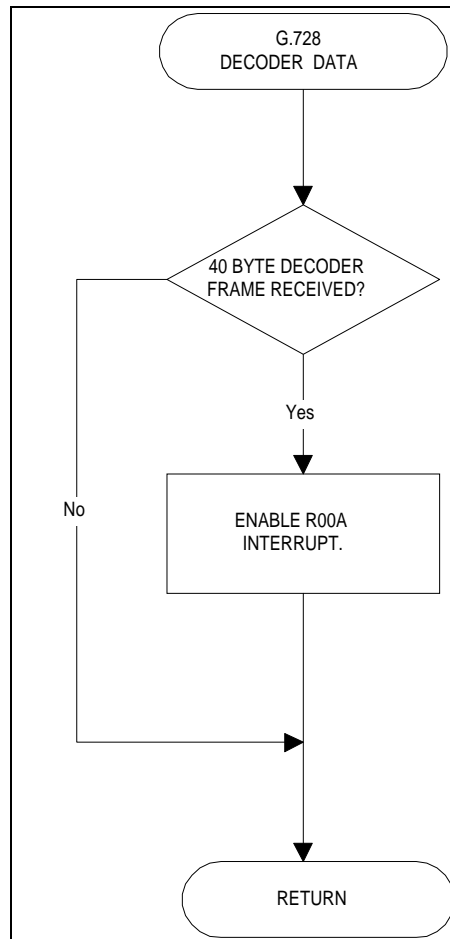 G.728
DECODER DATA
40 BYTE DECODER
FRAME RECEIVED?
Yes
No
ENABLE R00A
INTERRUPT.
RETURN